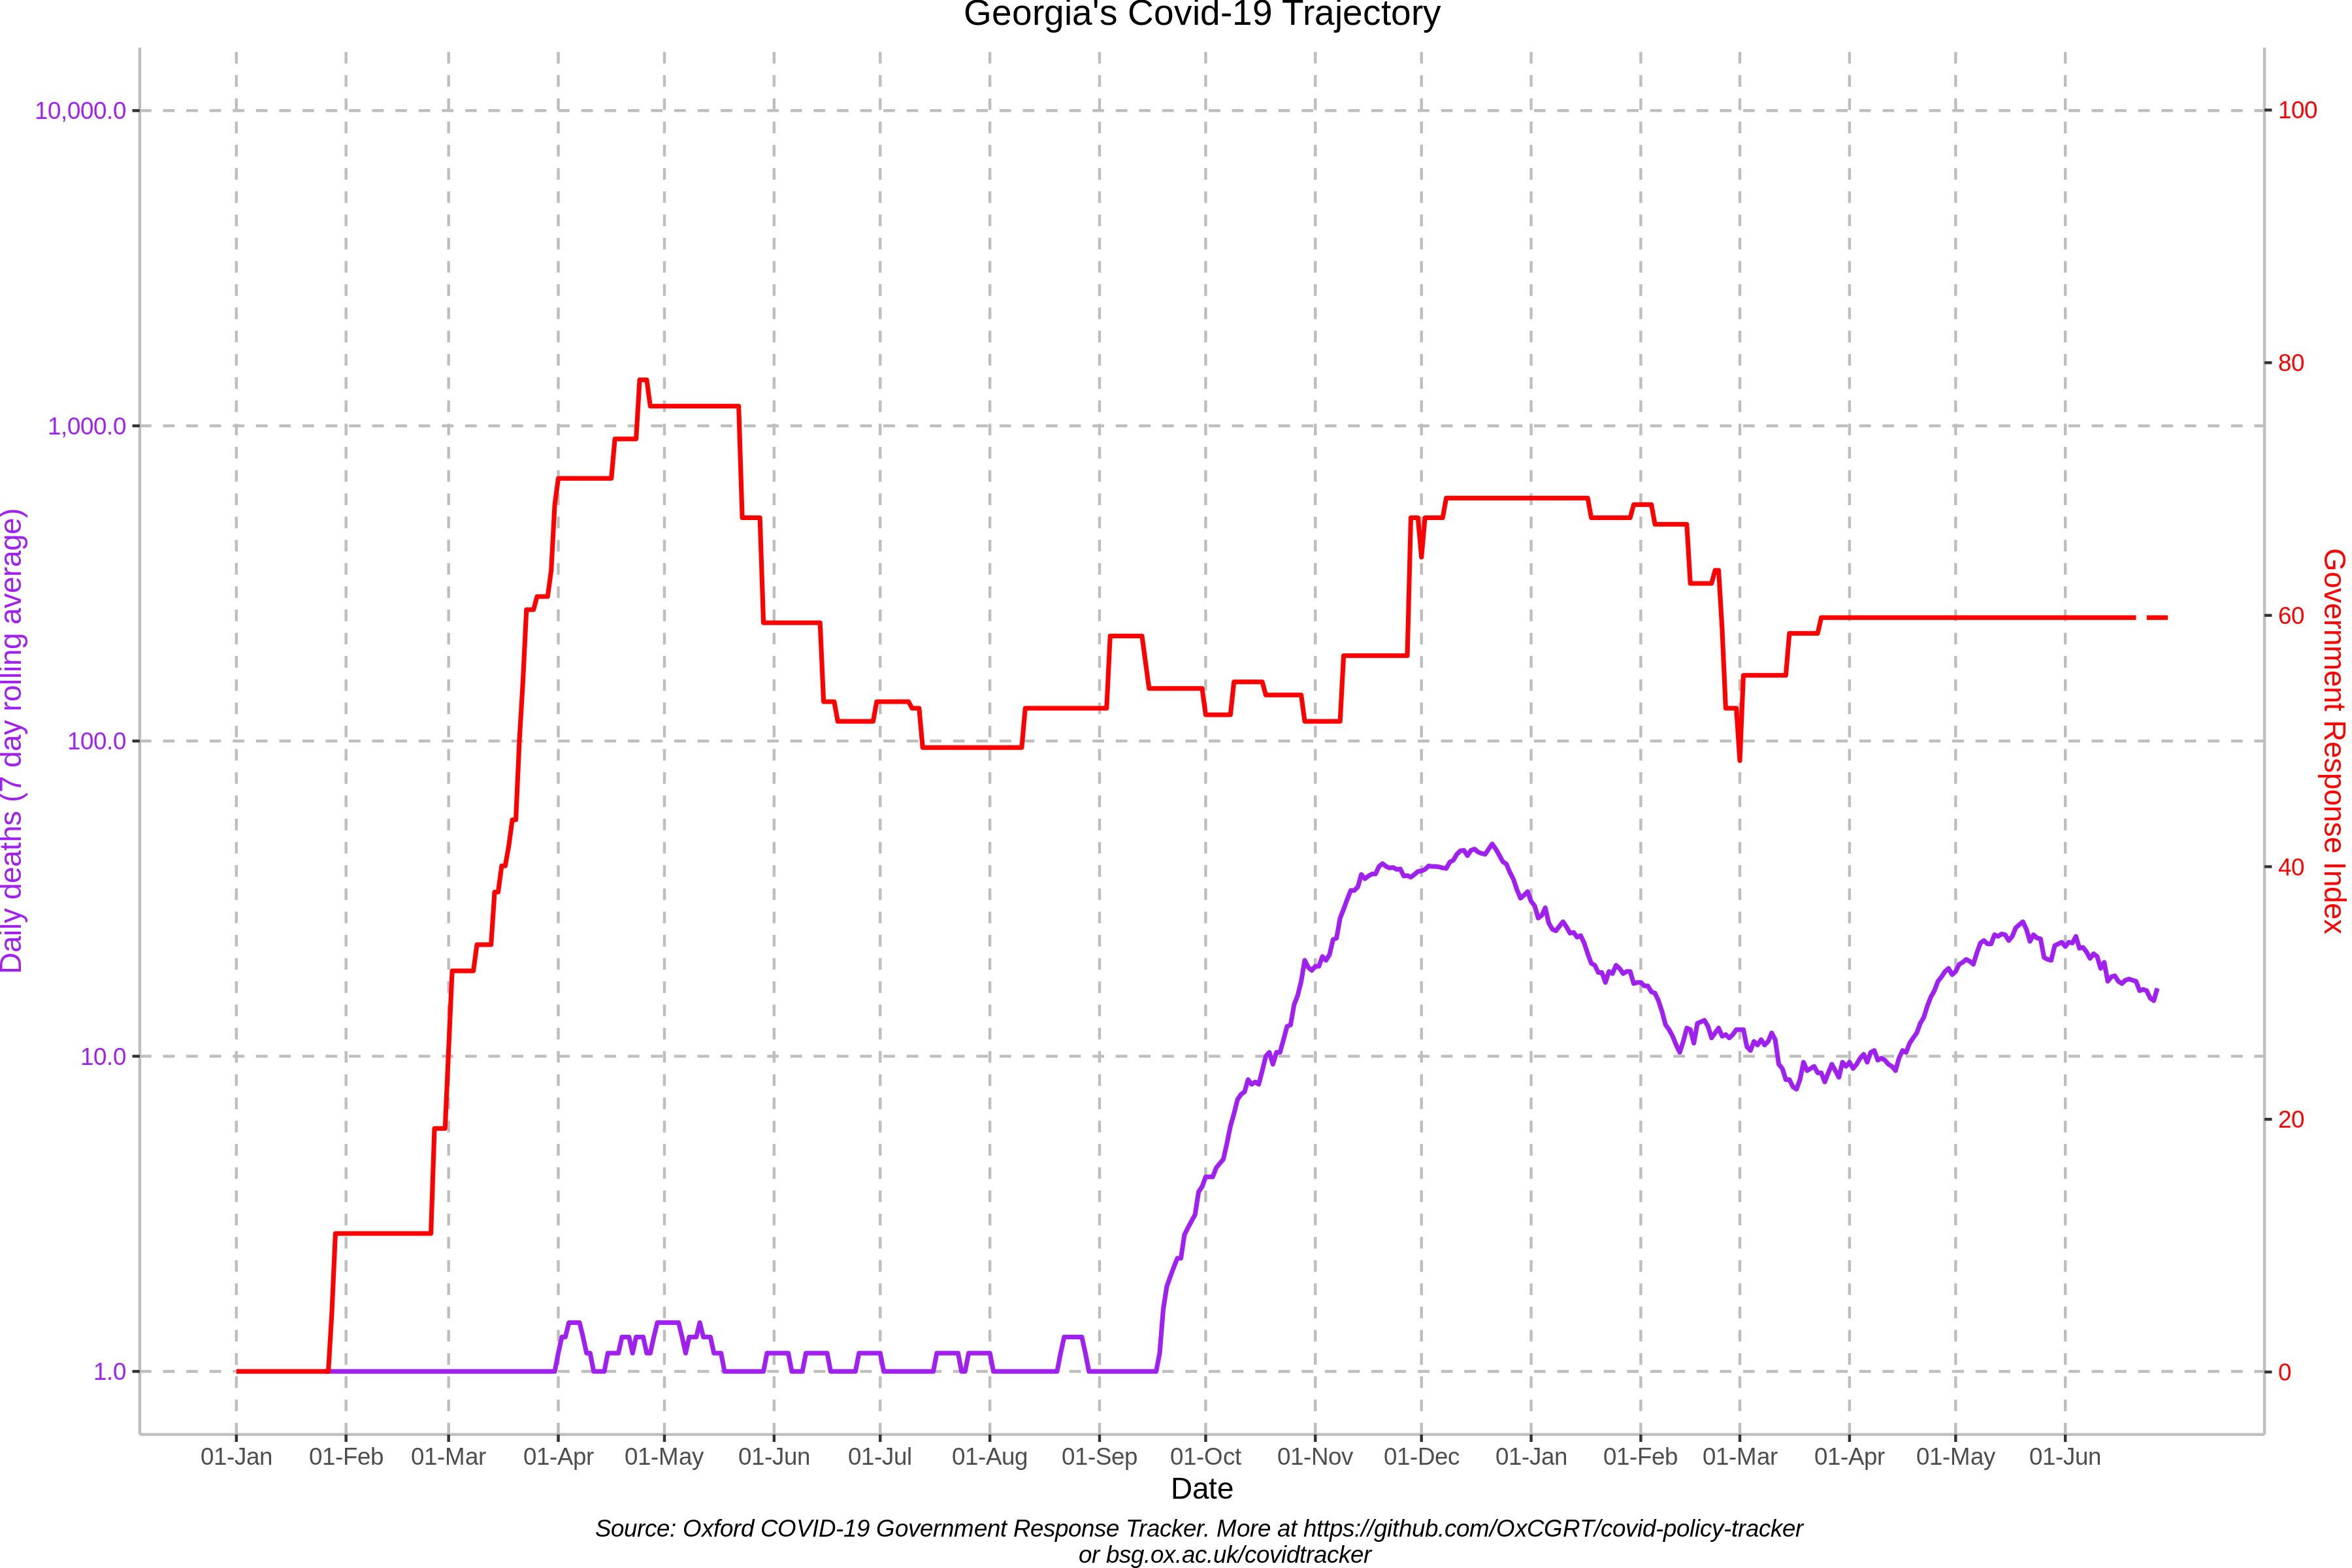 Georgia's Covid-19 Trajectory
10,000.0
1,000.0
100.0
10.0
1.0
Daily deaths (7 day rolling average)
100
80
60
40
20
0
Government Response Index
01-Jan 01-Feb 01-Mar 01-Apr 01-May 01-Jun 01-Jul 01-Aug 01-Sep 01-Oct 01-Nov 01-Dec 01-Jan 01-Feb 01-Mar 01-Apr 01-May 01-Jun
Date
Source: Oxford COVID-19 Government Response Tracker. More at https://github.com/OxCGRT/covid-policy-tracker
or bsg.ox.ac.uk/covidtracker